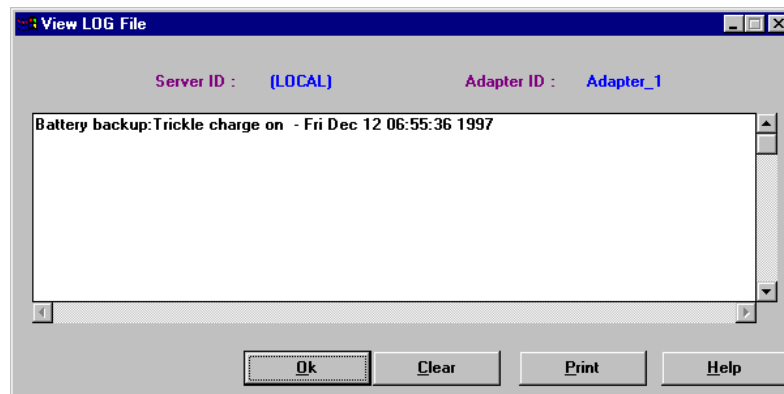 View LOG File
Server ID : (LOCAL) Adapter ID : Adapter_1
Battery backup:Trickle charge on - Fri Dec 12 06:55:36 1997
Ok Clear Print Help